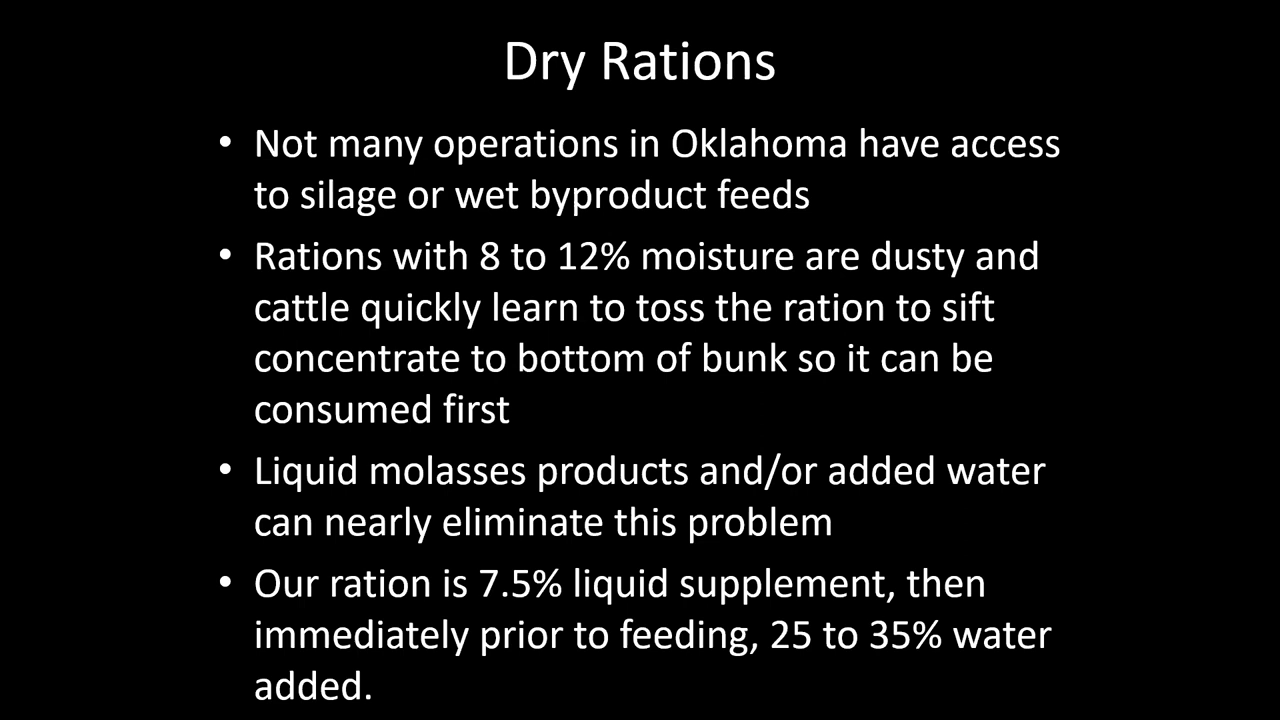 Dry Rations
• Not many operations in Oklahoma have access
to silage or wet byproduct feeds
• Rations with 8 to 12% moisture are dusty and
cattle quickly learn to toss the ration to sift
concentrate to bottom of bunk so it can be
consumed first
• Liquid molasses products and/or added water
can nearly eliminate this problem
• Our ration is 7.5% liquid supplement, then
immediately prior to feeding, 25 to 35% water
added.